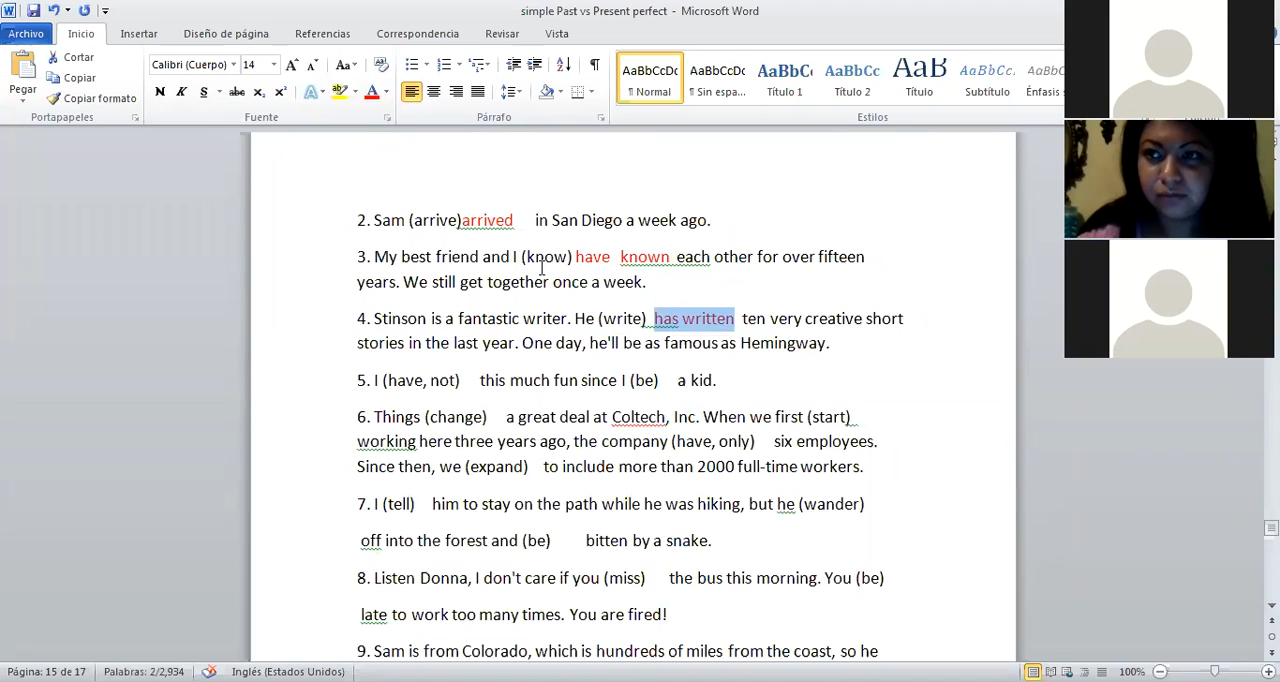 simple Past vs Present perfect - Microsoft Word
Archivo Inicio Insertar Diseño de página Referencias Correspondencia Revisar Vista
Pegar
Cortar
Copiar
Copiar formato
Portapapeles
Calibri (Cuerpo) 14
Fuente
Párrafo
AaBbCcDc AaBbCcDc AaBbC AaBbCc AaB AaBbCc
¶ Normal ¶ Sin espa... Título 1 Título 2 Título Subtítulo Énfasis
Estilos
2. Sam (arrive)arrived in San Diego a week ago.
3. My best friend and I (know) have known each other for over fifteen
years. We still get together once a week.
4. Stinson is a fantastic writer. He (write) has written ten very creative short
stories in the last year. One day, he'll be as famous as Hemingway.
5. I (have, not) this much fun since I (be) a kid.
6. Things (change) a great deal at Coltech, Inc. When we first (start)
working here three years ago, the company (have, only) six employees.
Since then, we (expand) to include more than 2000 full-time workers.
7. I (tell) him to stay on the path while he was hiking, but he (wander)
off into the forest and (be) bitten by a snake.
8. Listen Donna, I don't care if you (miss) the bus this morning. You (be)
late to work too many times. You are fired!
9. Sam is from Colorado, which is hundreds of miles from the coast, so he
Página: 15 de 17 Palabras: 2/2,934 Inglés (Estados Unidos) 100%